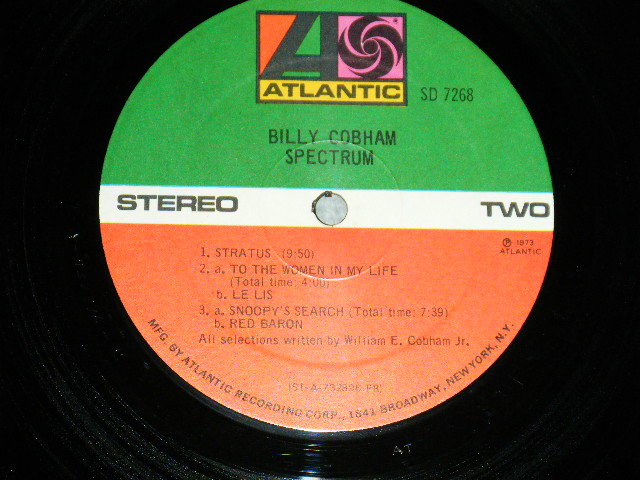 ATLANTIC
SD 7268
BILLY COBHAM
SPECTRUM
STEREO
TWO
℗ 1973
ATLANTIC
1. STRATUS (9:50)
2. a. TO THE WOMEN IN MY LIFE
(Total time: 4:00)
b. LE LIS
3. a. SNOOPY'S SEARCH (Total time: 7:39)
b. RED BARON
All selections written by William E. Cobham Jr.
MFG. BY ATLANTIC RECORDING CORP., 1841 BROADWAY, NEW YORK, N.Y.
AT